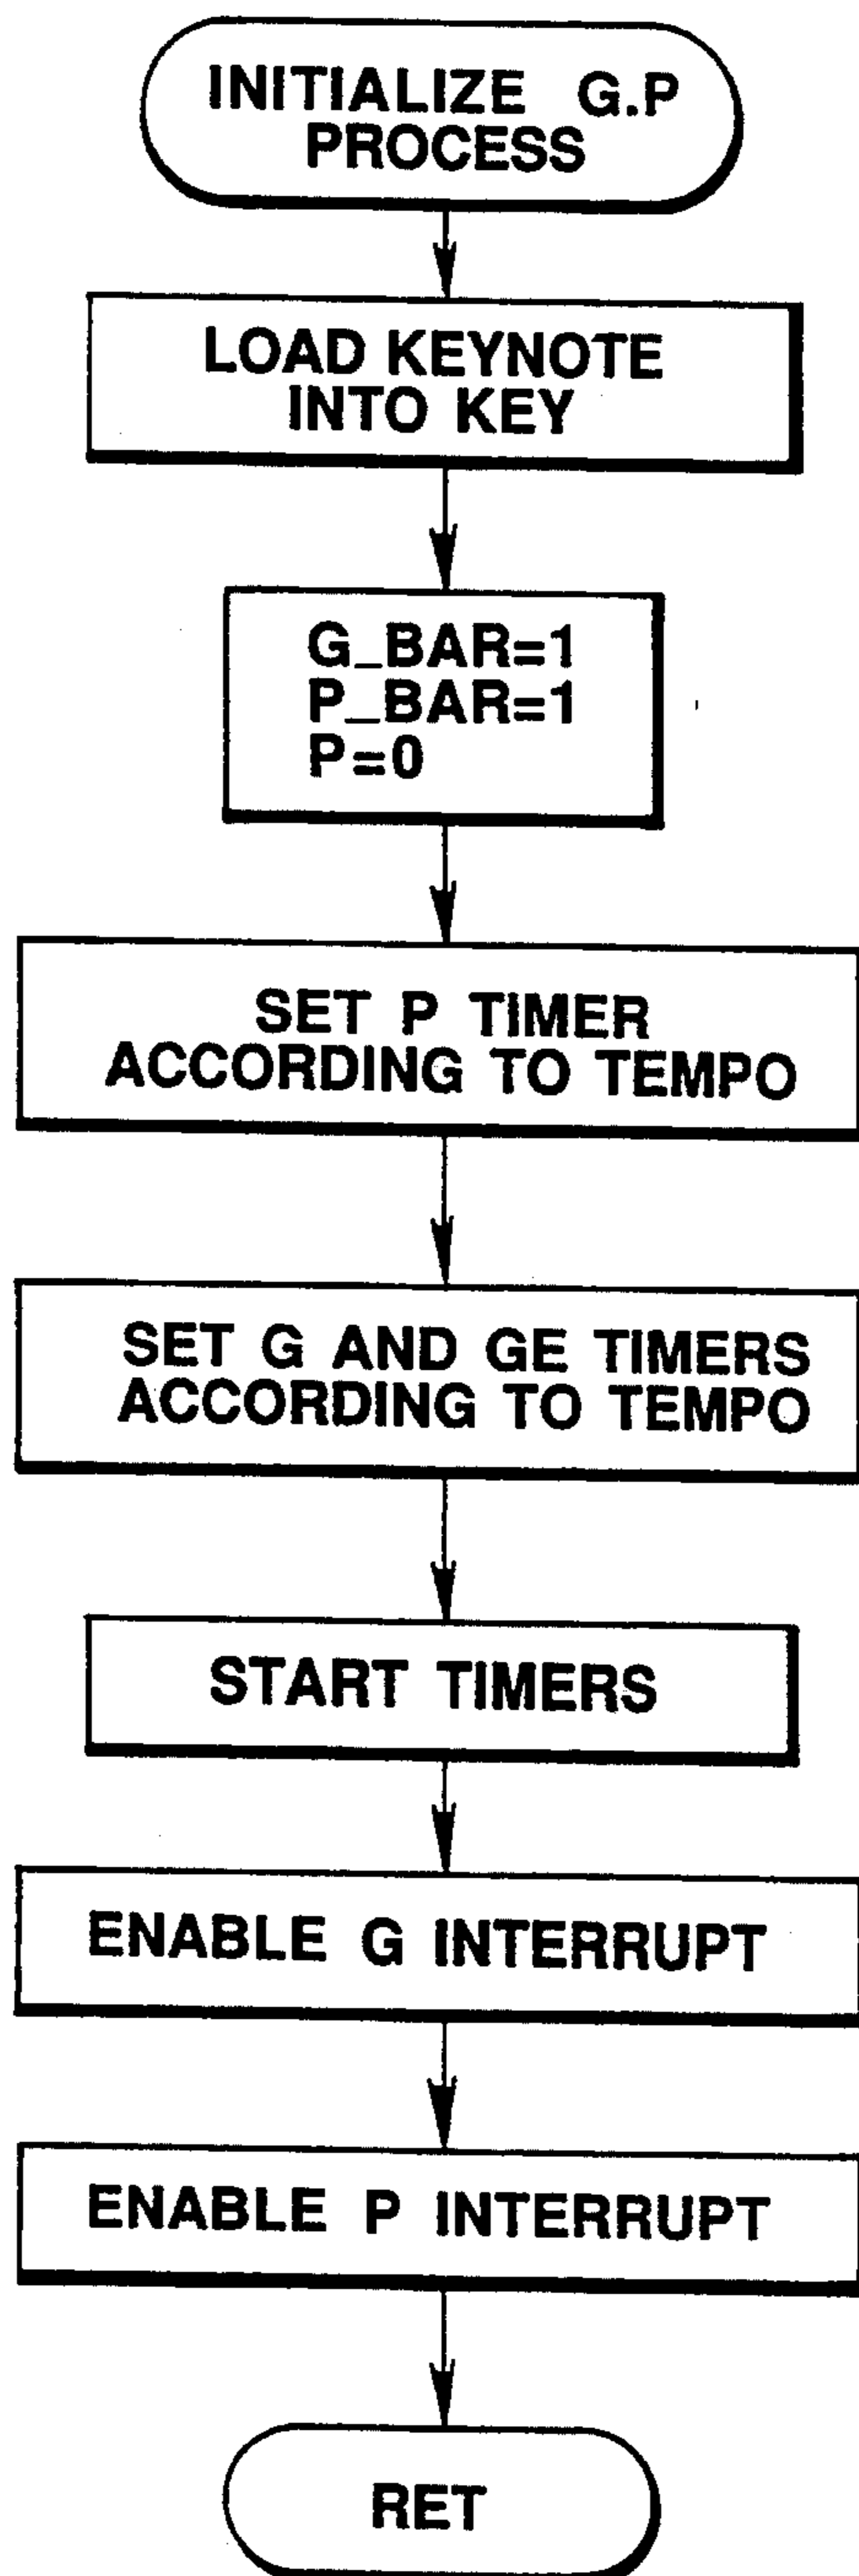 INITIALIZE G.P
PROCESS
LOAD KEYNOTE
INTO KEY
G_BAR=1
P_BAR=1
P=0
SET P TIMER
ACCORDING TO TEMPO
SET G AND GE TIMERS
ACCORDING TO TEMPO
START TIMERS
ENABLE G INTERRUPT
ENABLE P INTERRUPT
RET